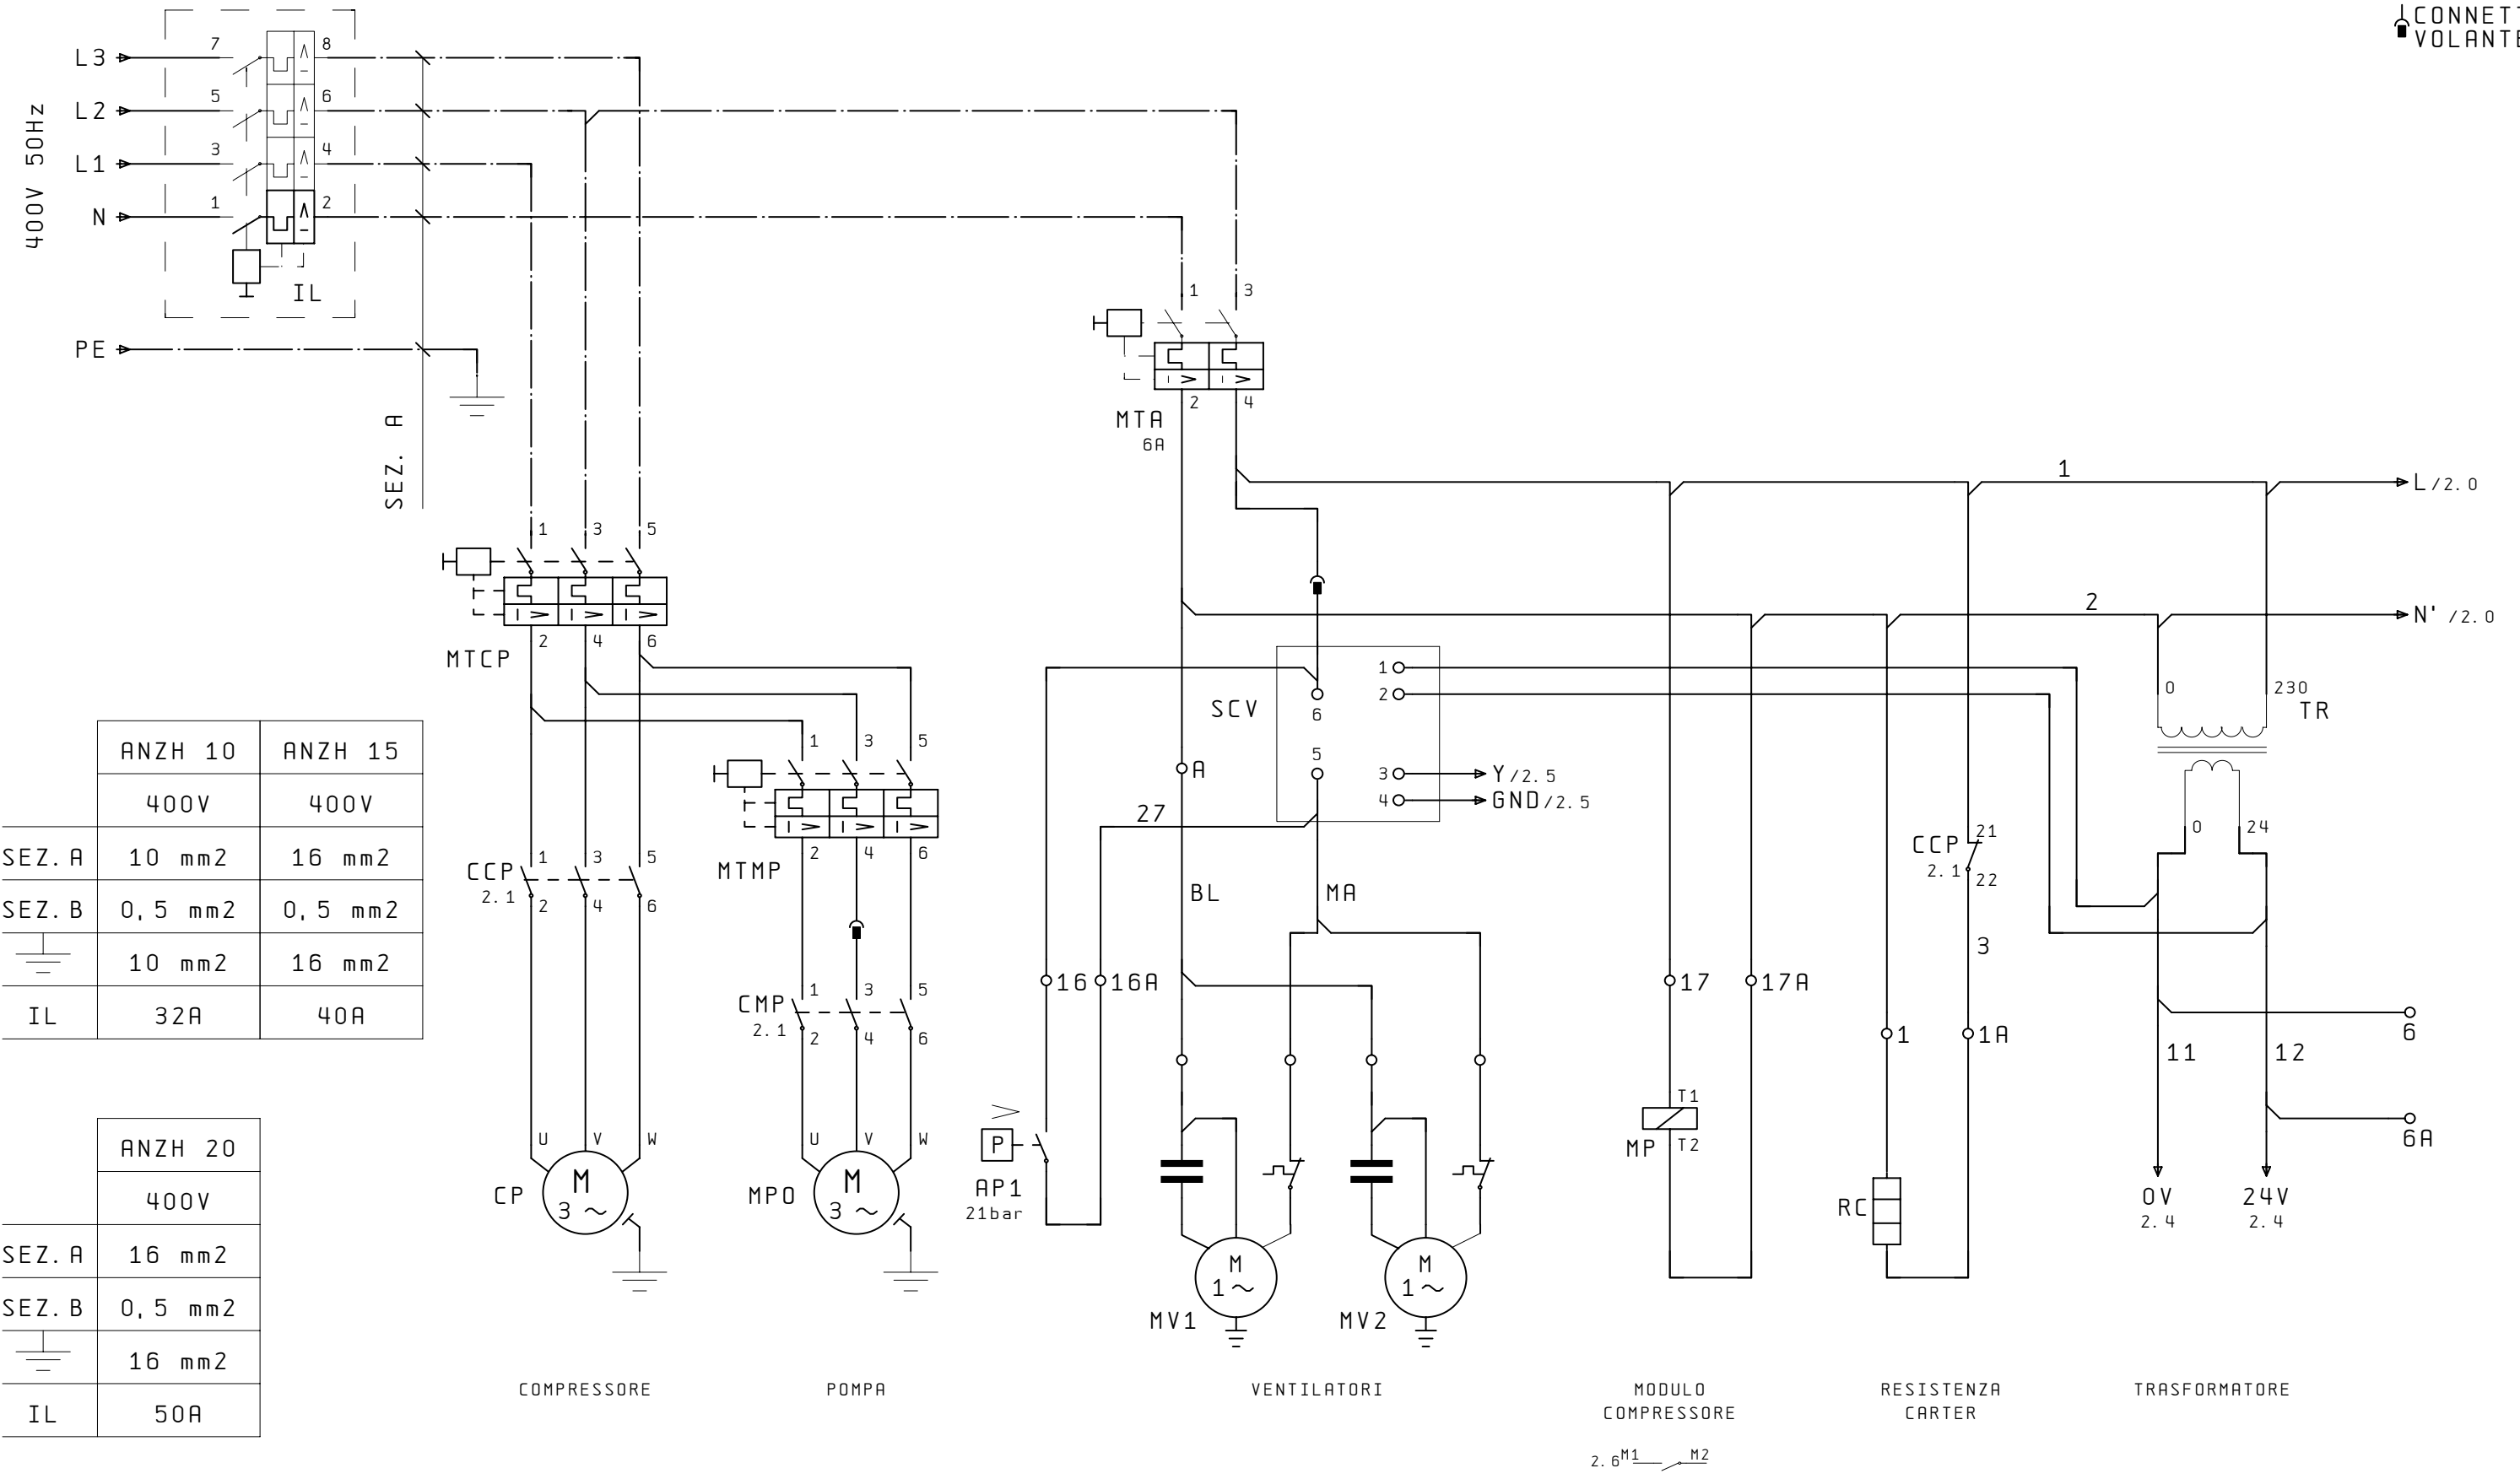 CONNETT
VOLANTE
400V 50Hz
L3 7 8
L2 5 6
L1 3 4
N 1 2
IL
PE
SEZ. A
1 3
MTA
6A
2 4
1
L/2.0
1 3 5
MTCP
2 4 6
2
N' /2.0
SCV
6
5
1
2
3
4
Y/2.5
GND/2.5
0 230
TR
0 24
1 3 5
MTMP
2 4 6
A
27
BL
MA
CCP
2.1
1 3 5
2 4 6
CCP
2.1
21
22
3
CMP
2.1
1 3 5
2 4 6
16
16A
17
17A
1
1A
6
11
12
6A
U V W
CP
M
3 ~
U V W
MPO
M
3 ~
>
P
AP1
21bar
MV1
M
1 ~
MV2
M
1 ~
T1
MP
T2
RC
0V
2.4
24V
2.4
ANZH 10 ANZH 15
400V 400V
SEZ. A 10 mm2 16 mm2
SEZ. B 0,5 mm2 0,5 mm2
10 mm2 16 mm2
IL 32A 40A
ANZH 20
400V
SEZ. A 16 mm2
SEZ. B 0,5 mm2
16 mm2
IL 50A
COMPRESSORE
POMPA
VENTILATORI
MODULO
COMPRESSORE
RESISTENZA
CARTER
TRASFORMATORE
2.6 M1 M2